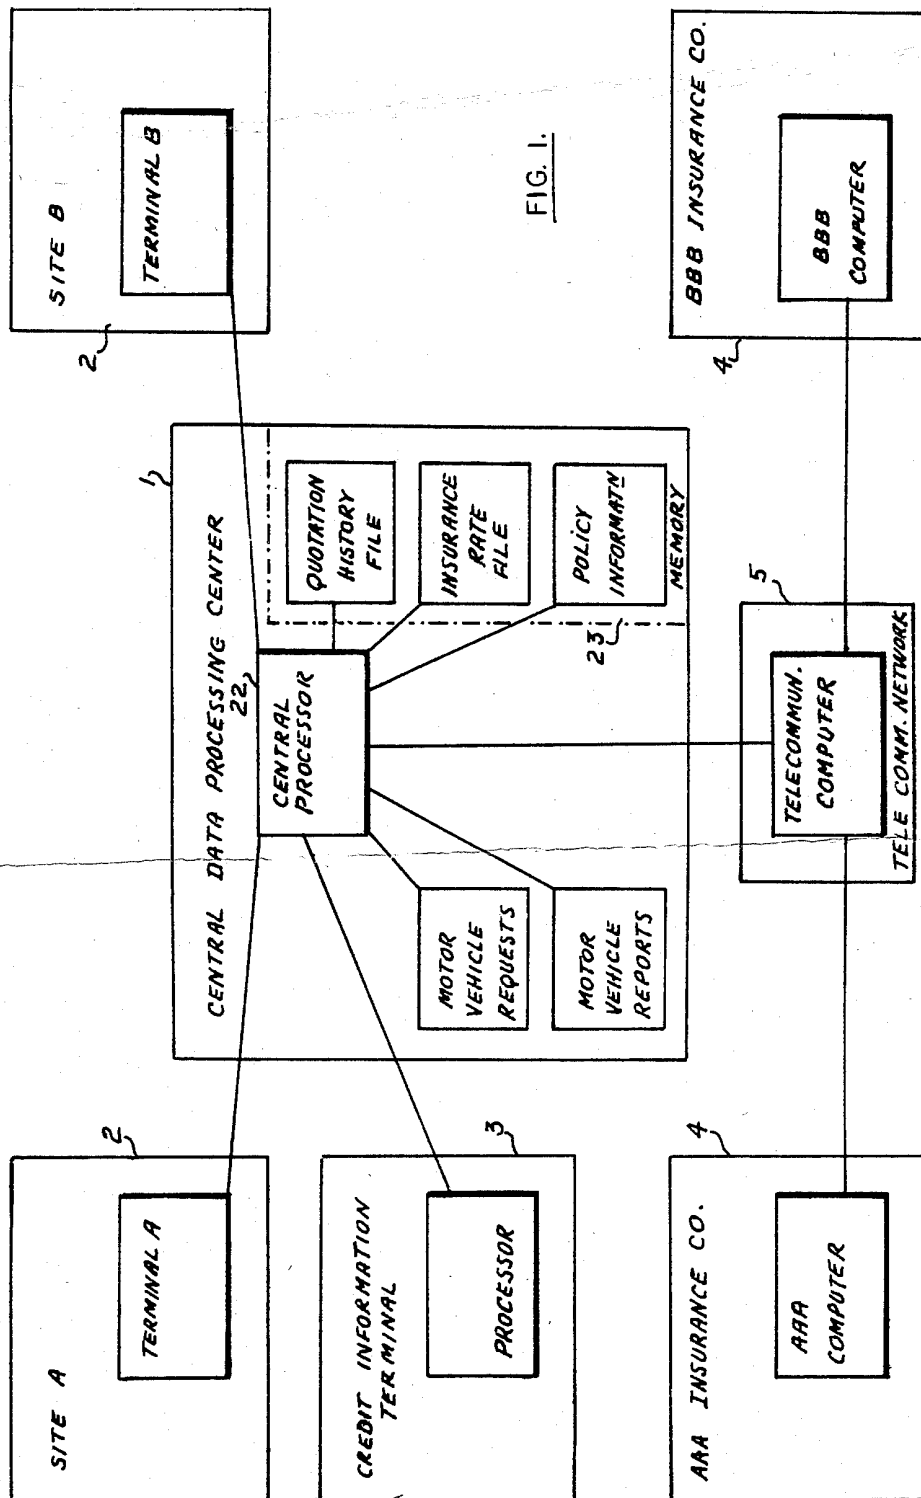 SITE A
2
TERMINAL A
CREDIT INFORMATION
TERMINAL
3
PROCESSOR
AAA INSURANCE CO.
4
AAA
COMPUTER
1
CENTRAL DATA PROCESSING CENTER
22
CENTRAL
PROCESSOR
QUOTATION
HISTORY
FILE
INSURANCE
RATE
FILE
POLICY
INFORMATN
23
MEMORY
MOTOR
VEHICLE
REQUESTS
MOTOR
VEHICLE
REPORTS
5
TELECOMMUN.
COMPUTER
TELE COMM. NETWORK
SITE B
2
TERMINAL B
FIG. 1.
BBB INSURANCE CO.
4
BBB
COMPUTER